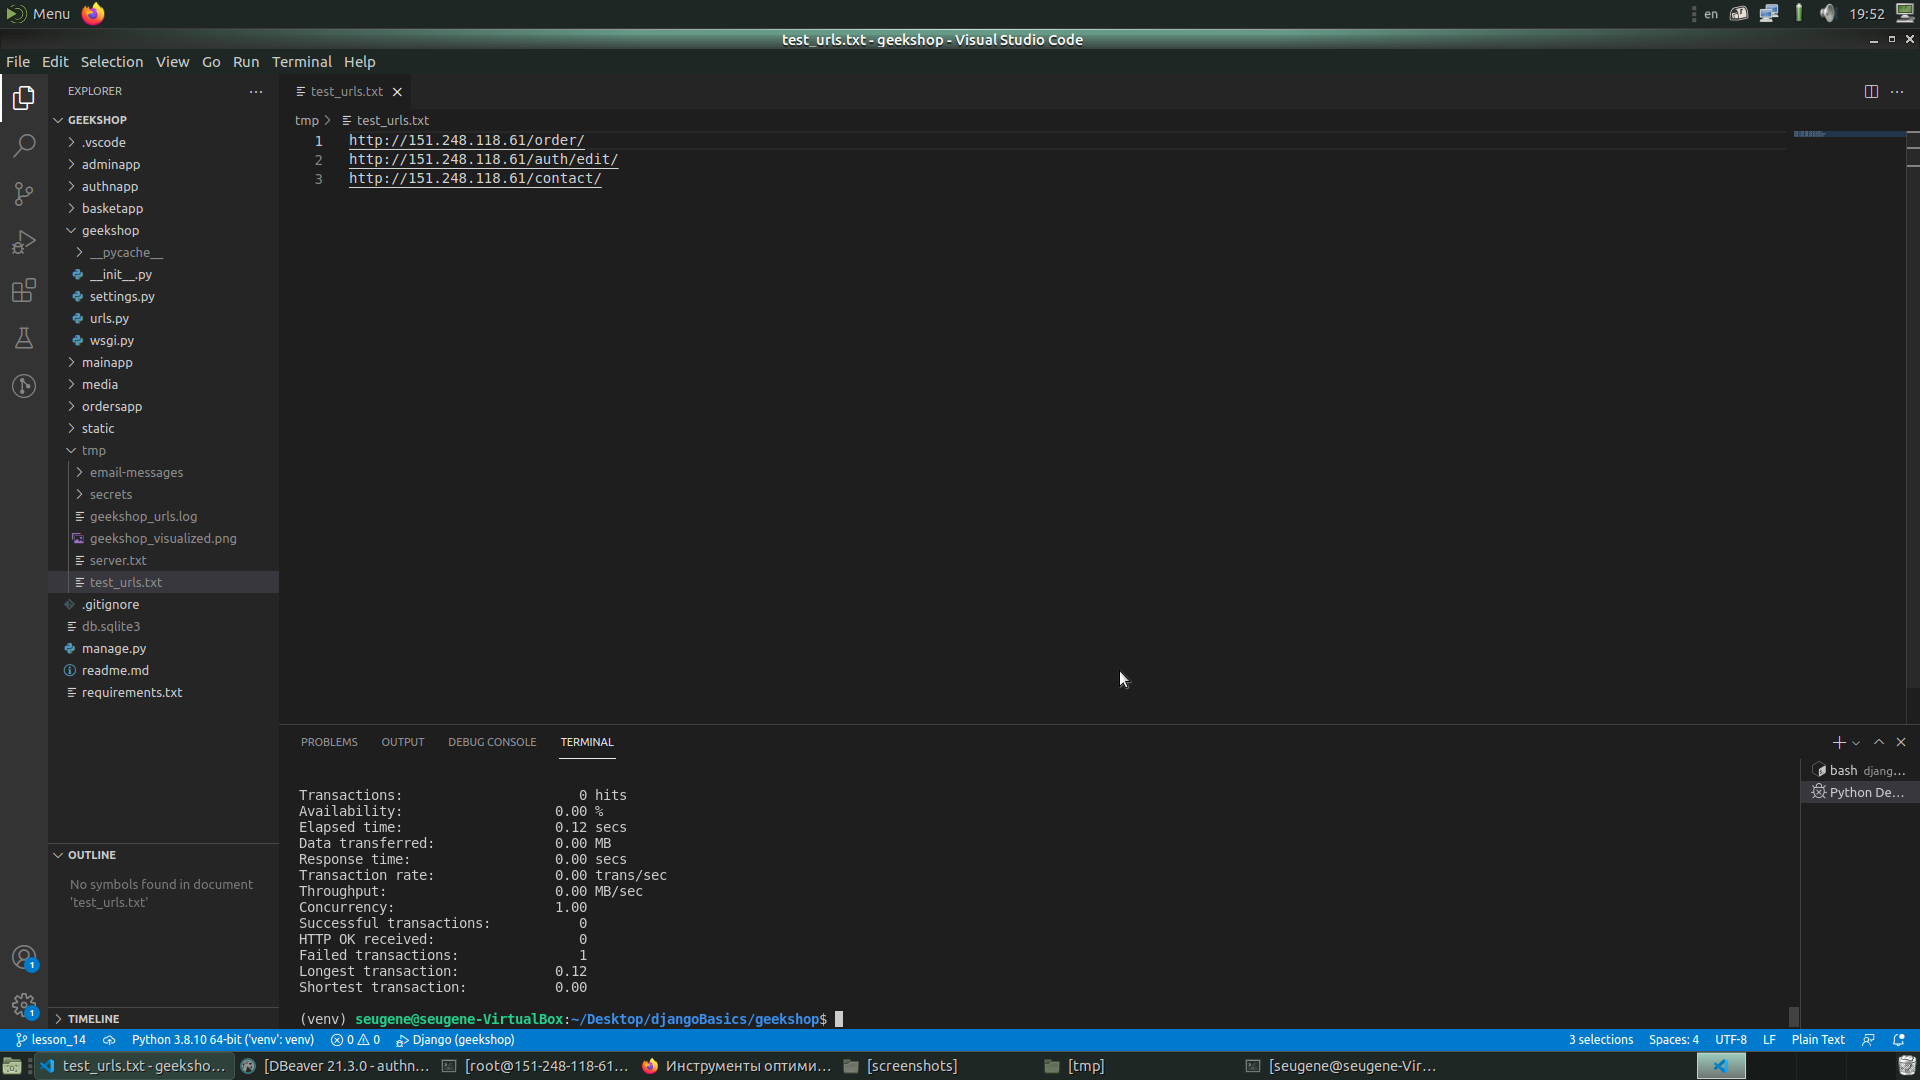 Menu
en
19:52
test_urls.txt - geekshop - Visual Studio Code
File Edit Selection View Go Run Terminal Help
EXPLORER
test_urls.txt
GEEKSHOP
tmp > test_urls.txt
.vscode
adminapp
authnapp
basketapp
geekshop
__pycache__
__init__.py
settings.py
urls.py
wsgi.py
mainapp
media
ordersapp
static
tmp
email-messages
secrets
geekshop_urls.log
geekshop_visualized.png
server.txt
test_urls.txt
.gitignore
db.sqlite3
manage.py
readme.md
requirements.txt
1 http://151.248.118.61/order/
2 http://151.248.118.61/auth/edit/
3 http://151.248.118.61/contact/
OUTLINE
No symbols found in document
'test_urls.txt'
TIMELINE
PROBLEMS OUTPUT DEBUG CONSOLE TERMINAL
bash djang...
Python De...
Transactions: 0 hits
Availability: 0.00 %
Elapsed time: 0.12 secs
Data transferred: 0.00 MB
Response time: 0.00 secs
Transaction rate: 0.00 trans/sec
Throughput: 0.00 MB/sec
Concurrency: 1.00
Successful transactions: 0
HTTP OK received: 0
Failed transactions: 1
Longest transaction: 0.12
Shortest transaction: 0.00
(venv) seugene@seugene-VirtualBox:~/Desktop/djangoBasics/geekshop$
1
1
lesson_14 Python 3.8.10 64-bit ('venv': venv) 0 0 Django (geekshop)
3 selections Spaces: 4 UTF-8 LF Plain Text
test_urls.txt - geeksho... [DBeaver 21.3.0 - authn... [root@151-248-118-61... Инструменты оптими... [screenshots] [tmp] [seugene@seugene-Vir...